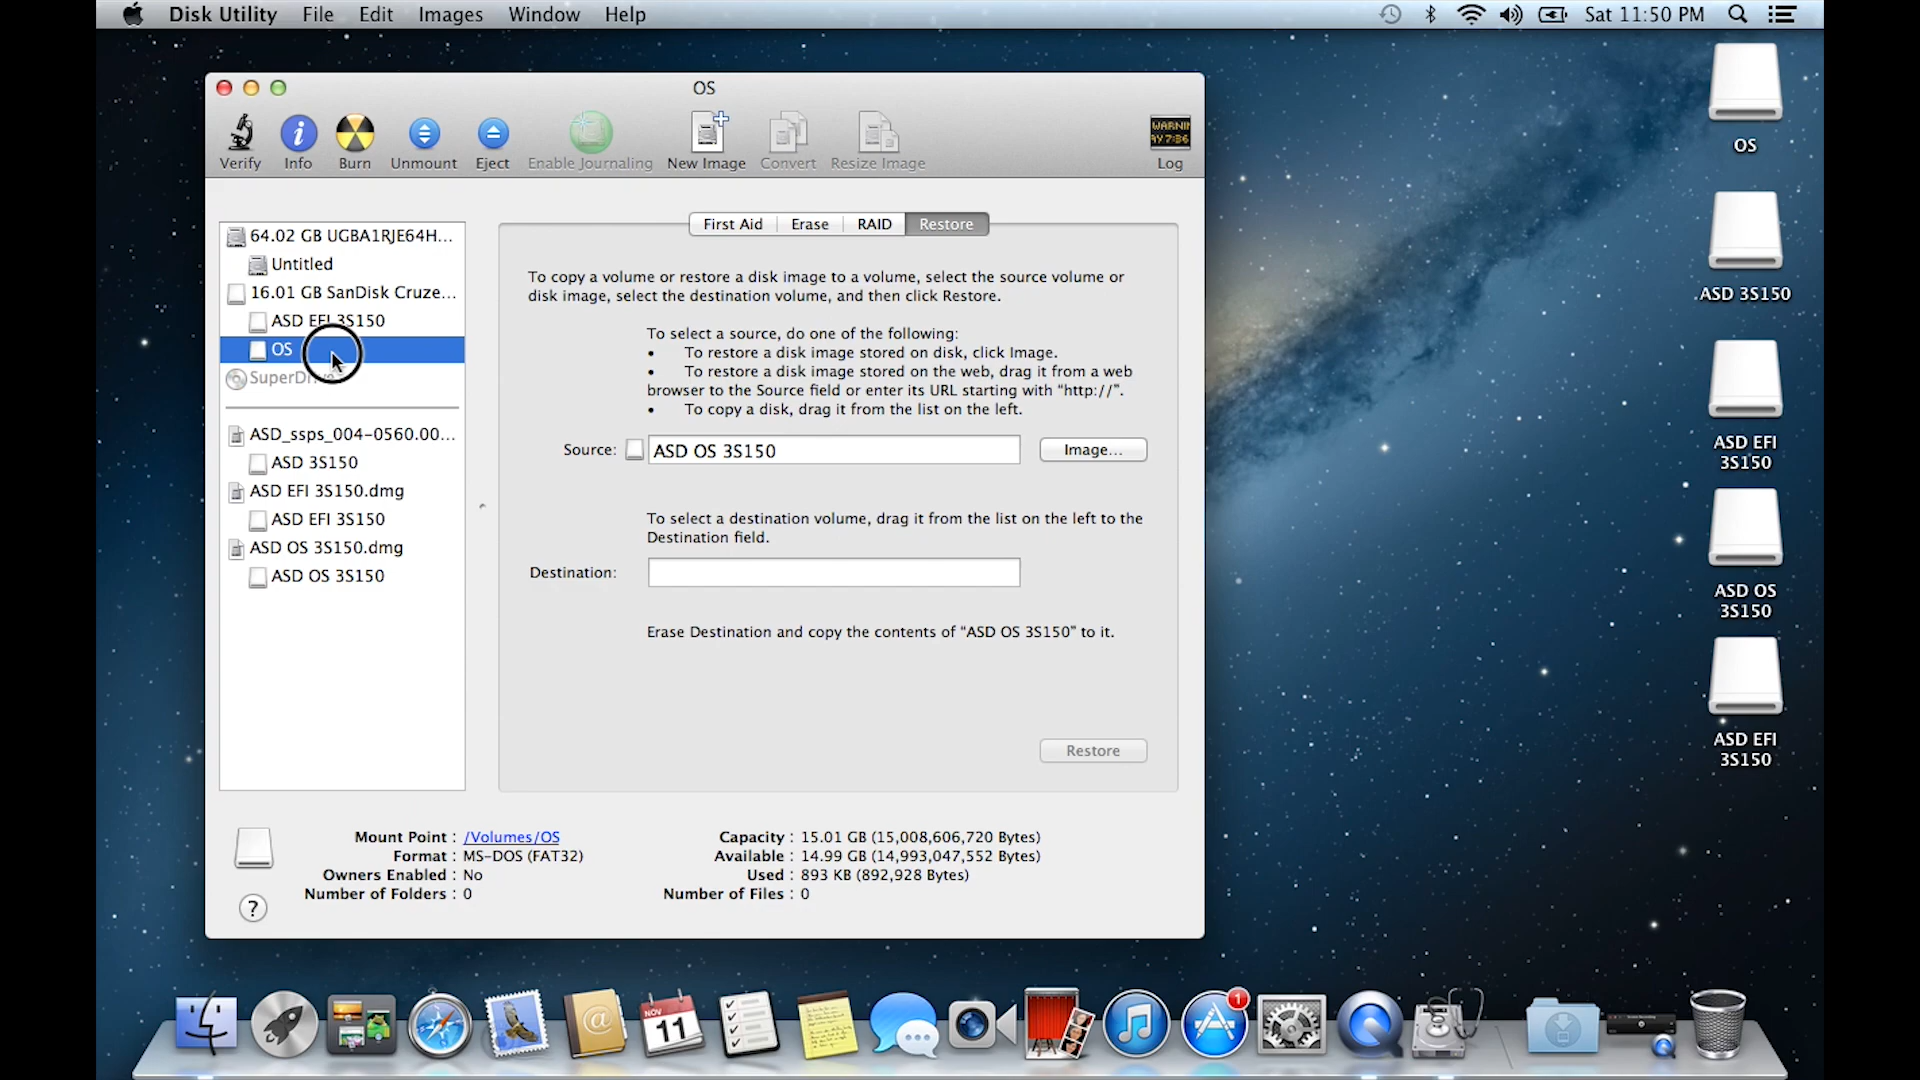 Disk Utility File Edit Images Window Help
Sat 11:50 PM
OS
Verify Info Burn Unmount Eject Enable Journaling New Image Convert Resize Image
WARNIN
AY 7:36
Log
64.02 GB UGBA1RJE64H...
Untitled
16.01 GB SanDisk Cruze...
ASD EFI 3S150
OS
ASD_ssps_004-0560.00...
ASD 3S150
ASD EFI 3S150.dmg
ASD EFI 3S150
ASD OS 3S150.dmg
ASD OS 3S150
First Aid Erase RAID Restore
To copy a volume or restore a disk image to a volume, select the source volume or
disk image, select the destination volume, and then click Restore.
To select a source, do one of the following:
• To restore a disk image stored on disk, click Image.
• To restore a disk image stored on the web, drag it from a web
browser to the Source field or enter its URL starting with “http://”.
• To copy a disk, drag it from the list on the left.
Source: ASD OS 3S150 Image...
To select a destination volume, drag it from the list on the left to the
Destination field.
Destination:
Erase Destination and copy the contents of “ASD OS 3S150” to it.
Restore
Mount Point : /Volumes/OS
Format : MS-DOS (FAT32)
Owners Enabled : No
Number of Folders : 0
Capacity : 15.01 GB (15,008,606,720 Bytes)
Available : 14.99 GB (14,993,047,552 Bytes)
Used : 893 KB (892,928 Bytes)
Number of Files : 0
?
OS
ASD 3S150
ASD EFI
3S150
ASD OS
3S150
ASD EFI
3S150
@
NOV
11
1